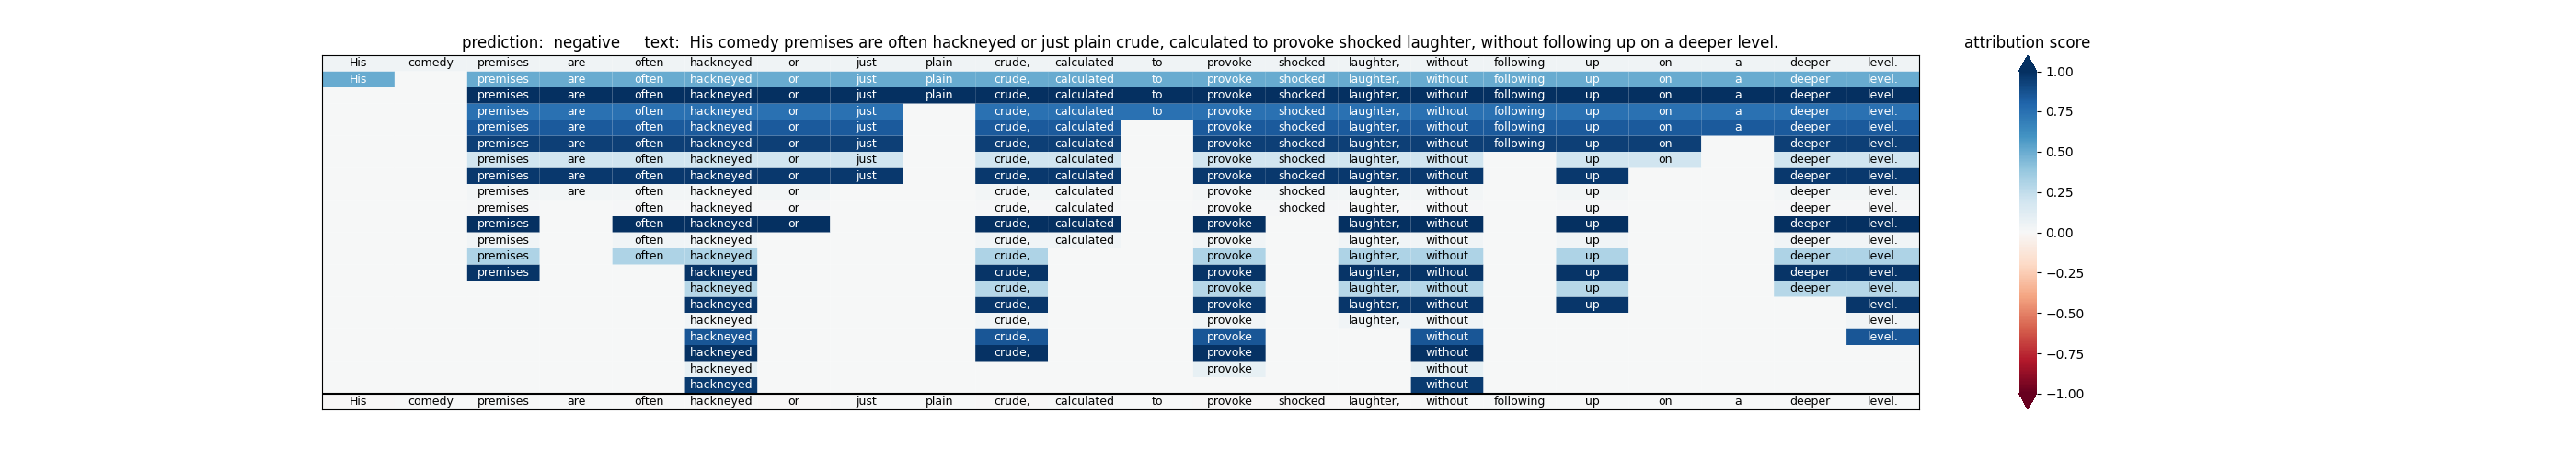 prediction: negative text: His comedy premises are often hackneyed or just plain crude, calculated to provoke shocked laughter, without following up on a deeper level.
attribution score
His comedy premises are often hackneyed or just plain crude, calculated to provoke shocked laughter, without following up on a deeper level.
His premises are often hackneyed or just plain crude, calculated to provoke shocked laughter, without following up on a deeper level.
premises are often hackneyed or just plain crude, calculated to provoke shocked laughter, without following up on a deeper level.
premises are often hackneyed or just crude, calculated to provoke shocked laughter, without following up on a deeper level.
premises are often hackneyed or just crude, calculated provoke shocked laughter, without following up on a deeper level.
premises are often hackneyed or just crude, calculated provoke shocked laughter, without following up on deeper level.
premises are often hackneyed or just crude, calculated provoke shocked laughter, without up on deeper level.
premises are often hackneyed or just crude, calculated provoke shocked laughter, without up deeper level.
premises are often hackneyed or crude, calculated provoke shocked laughter, without up deeper level.
premises often hackneyed or crude, calculated provoke shocked laughter, without up deeper level.
premises often hackneyed or crude, calculated provoke laughter, without up deeper level.
premises often hackneyed crude, calculated provoke laughter, without up deeper level.
premises often hackneyed crude, provoke laughter, without up deeper level.
premises hackneyed crude, provoke laughter, without up deeper level.
hackneyed crude, provoke laughter, without up deeper level.
hackneyed crude, provoke laughter, without up level.
hackneyed crude, provoke laughter, without level.
hackneyed crude, provoke without level.
hackneyed crude, provoke without
hackneyed provoke without
hackneyed without
His comedy premises are often hackneyed or just plain crude, calculated to provoke shocked laughter, without following up on a deeper level.
1.00
0.75
0.50
0.25
0.00
−0.25
−0.50
−0.75
−1.00